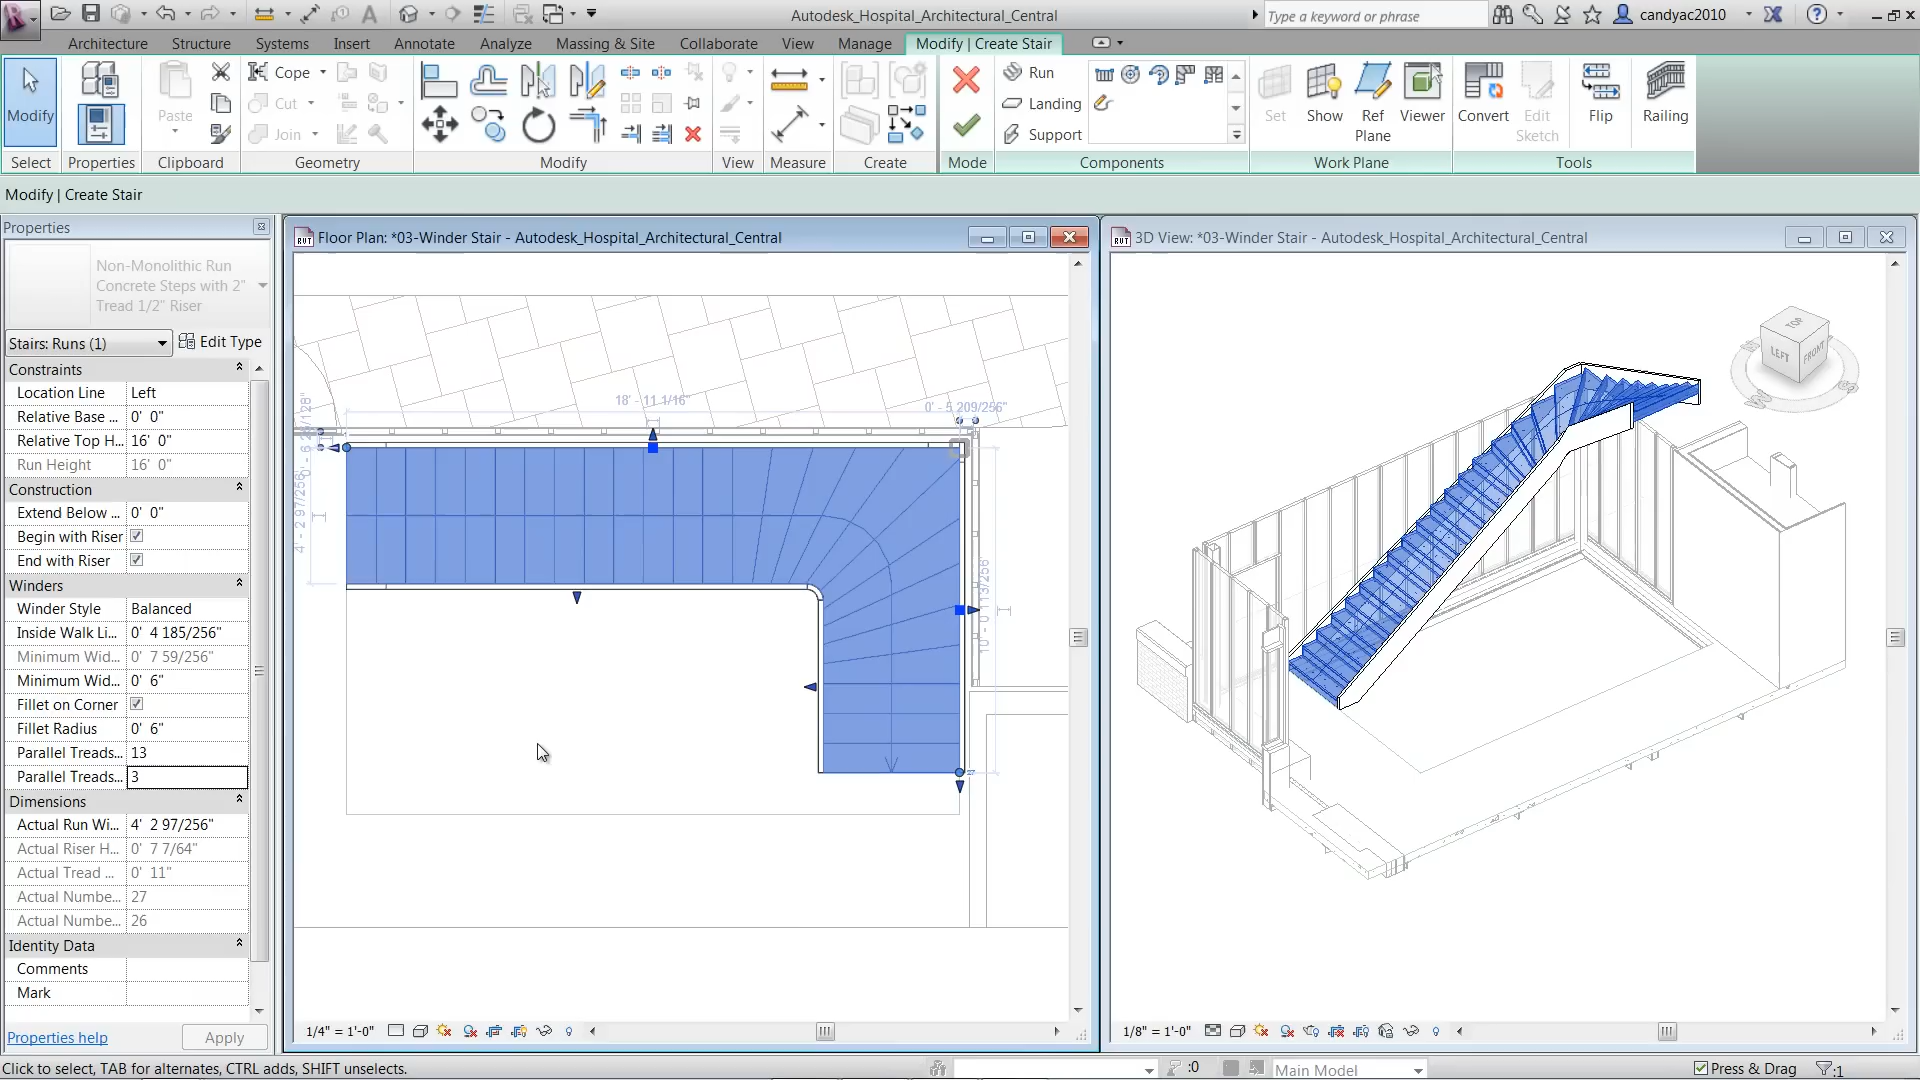 Autodesk_Hospital_Architectural_Central
Type a keyword or phrase
candyac2010
Architecture Structure Systems Insert Annotate Analyze Massing & Site Collaborate View Manage Modify | Create Stair
Modify
Paste
Cope
Cut
Join
Run
Landing
Support
Set
Show
Ref Plane
Viewer
Convert
Edit Sketch
Flip
Railing
Select Properties Clipboard Geometry Modify View Measure Create Mode Components Work Plane Tools
Modify | Create Stair
Properties
Non-Monolithic Run
Concrete Steps with 2"
Tread 1/2" Riser
Stairs: Runs (1)
Edit Type
Constraints
Location Line Left
Relative Base ... 0' 0"
Relative Top H... 16' 0"
Run Height 16' 0"
Construction
Extend Below ... 0' 0"
Begin with Riser
End with Riser
Winders
Winder Style Balanced
Inside Walk Li... 0' 4 185/256"
Minimum Wid... 0' 7 59/256"
Minimum Wid... 0' 6"
Fillet on Corner
Fillet Radius 0' 6"
Parallel Treads... 13
Parallel Treads... 3
Dimensions
Actual Run Wi... 4' 2 97/256"
Actual Riser H... 0' 7 7/64"
Actual Tread ... 0' 11"
Actual Numbe... 27
Actual Numbe... 26
Identity Data
Comments
Mark
Properties help
Apply
Floor Plan: *03-Winder Stair - Autodesk_Hospital_Architectural_Central
18' - 11 1/16"
0' - 5 209/256"
4' - 2 97/256"
10' - 0 113/256"
27
1/4" = 1'-0"
3D View: *03-Winder Stair - Autodesk_Hospital_Architectural_Central
TOP
LEFT
FRONT
W
1/8" = 1'-0"
Click to select, TAB for alternates, CTRL adds, SHIFT unselects.
:0
Main Model
Press & Drag
:1